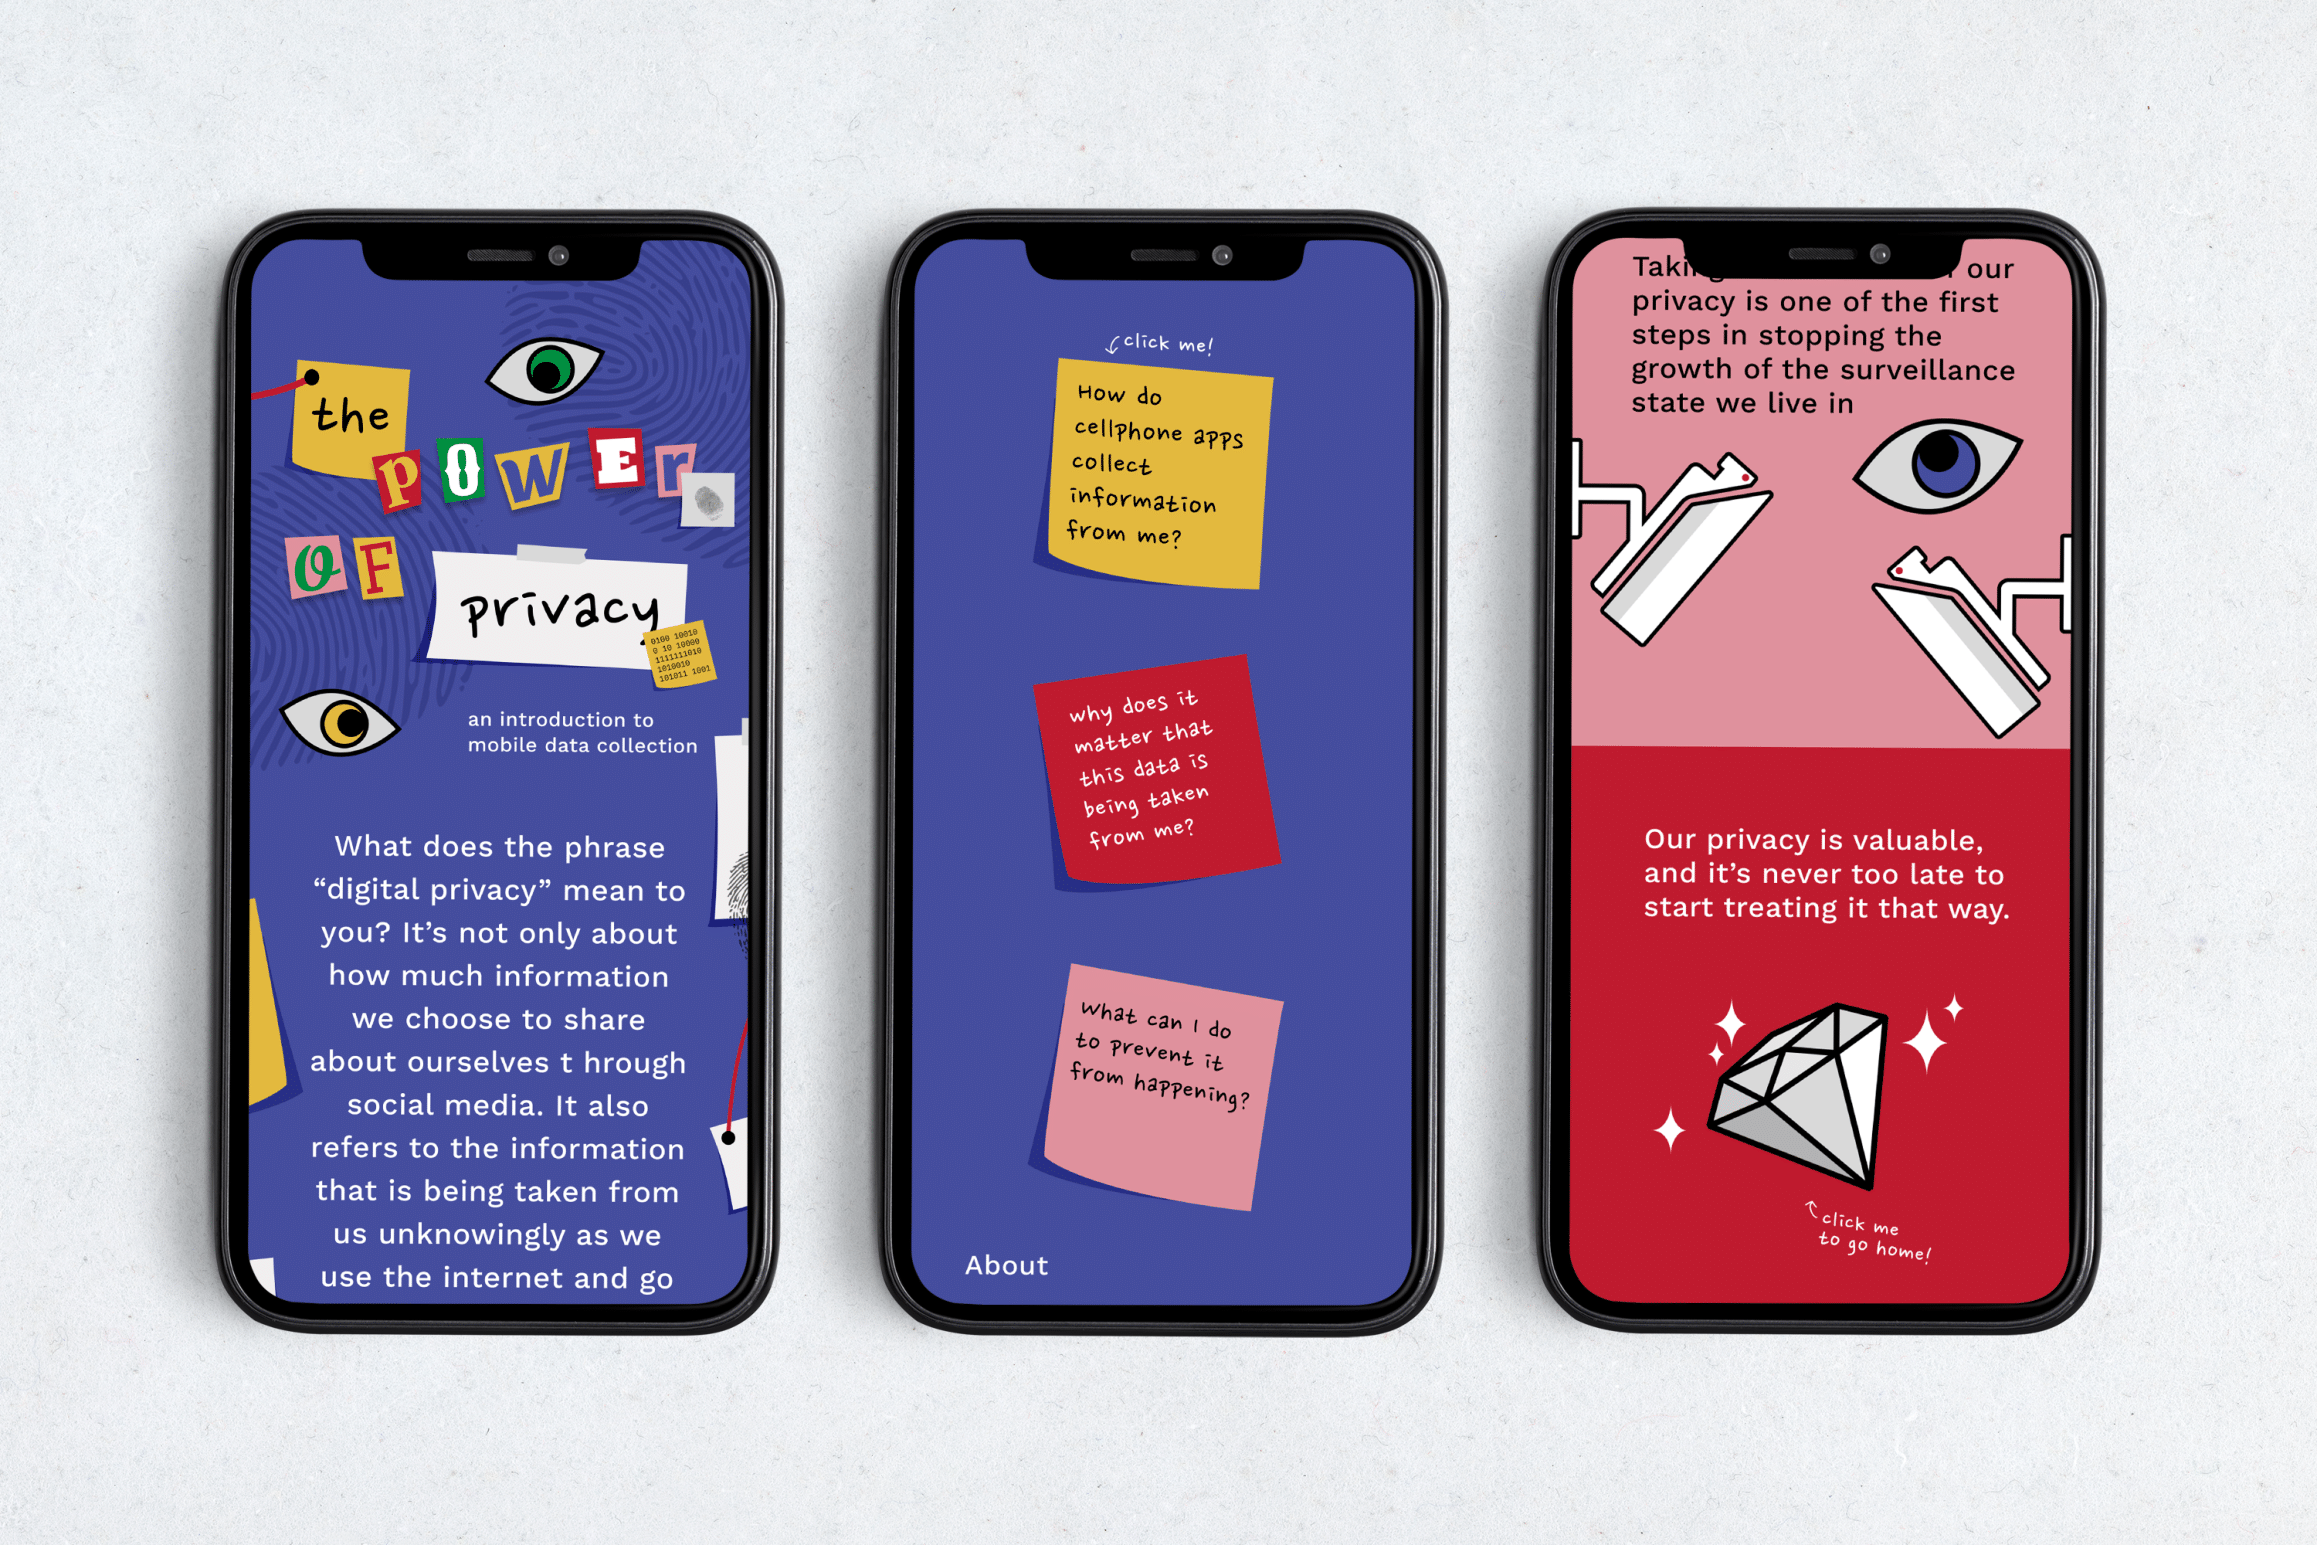 the
POWEr
OF
privacy
0100 10010
0 10 10000
1111111010
1010010
101011 1001
an introduction to
mobile data collection
What does the phrase
“digital privacy” mean to
you? It’s not only about
how much information
we choose to share
about ourselves t hrough
social media. It also
refers to the information
that is being taken from
us unknowingly as we
use the internet and go
click me!
How do
cellphone apps
collect
information
from me?
why does it
matter that
this data is
being taken
from me?
What can I do
to prevent it
from happening?
About
Taking our
privacy is one of the first
steps in stopping the
growth of the surveillance
state we live in
Our privacy is valuable,
and it’s never too late to
start treating it that way.
click me
to go home!